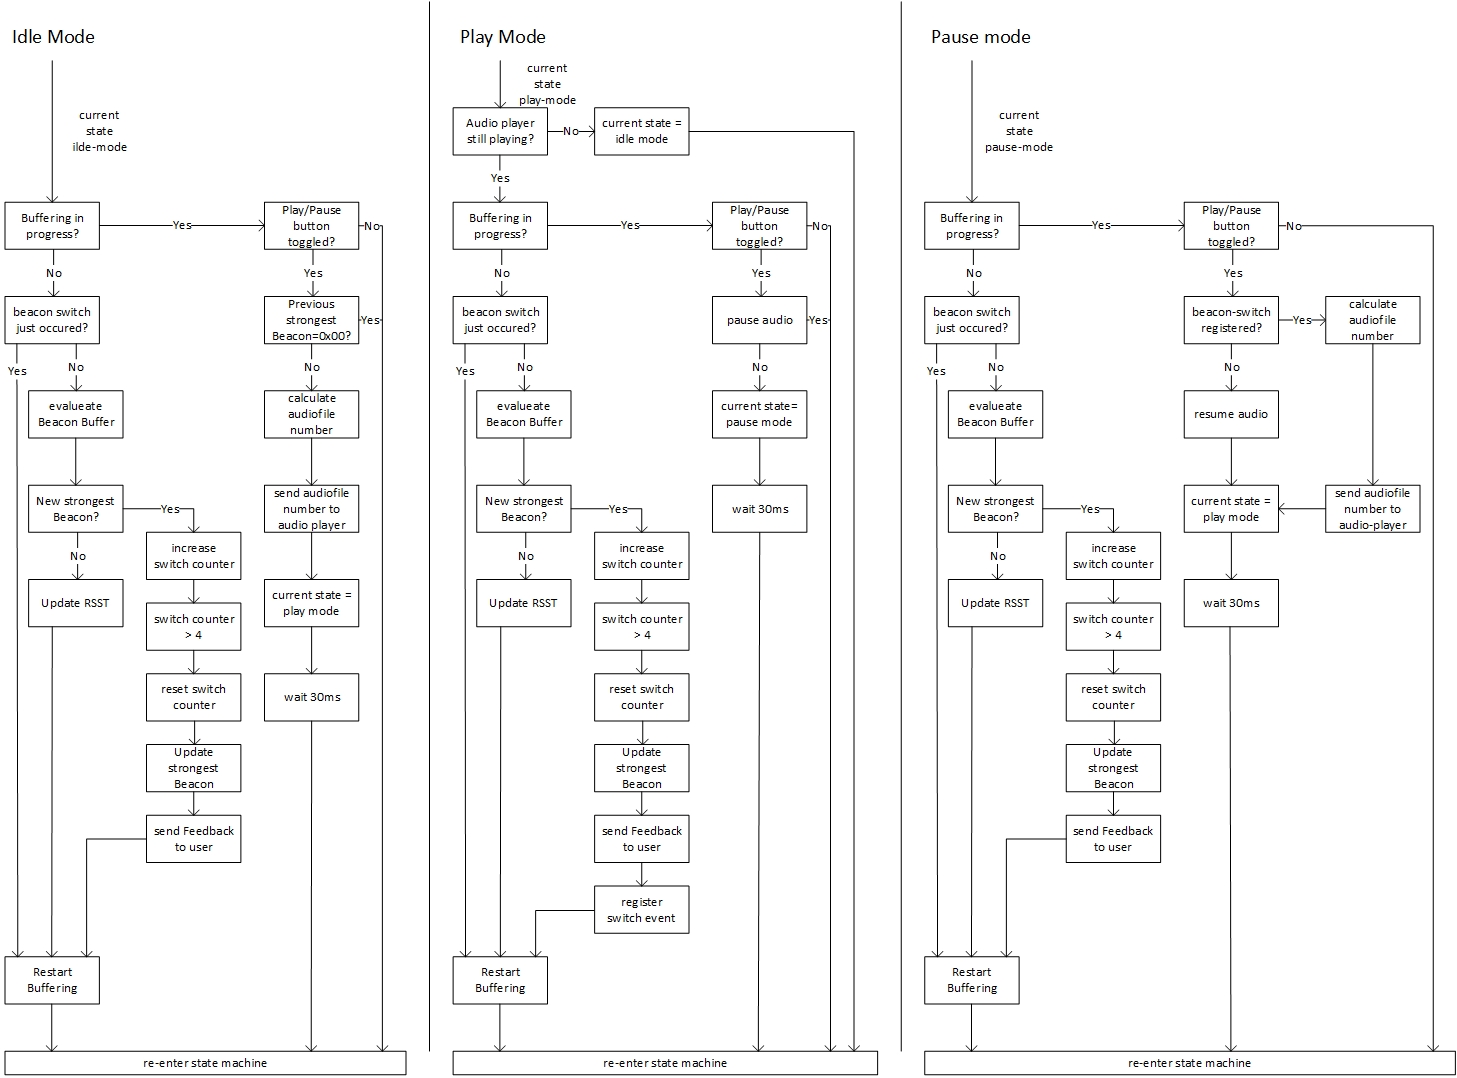 Idle Mode
current
state
ilde-mode
Buffering in
progress?
Yes
Play/Pause
button
toggled?
No
No
Yes
beacon switch
just occured?
Previous
strongest
Beacon=0x00?
Yes
Yes
No
No
evalueate
Beacon Buffer
calculate
audiofile
number
New strongest
Beacon?
Yes
send audiofile
number to
audio player
No
increase
switch counter
Update RSST
current state =
play mode
switch counter
> 4
reset switch
counter
wait 30ms
Update
strongest
Beacon
send Feedback
to user
Restart
Buffering
re-enter state machine
Play Mode
current
state
play-mode
Audio player
still playing?
No
current state =
idle mode
Yes
Buffering in
progress?
Yes
Play/Pause
button
toggled?
No
No
Yes
beacon switch
just occured?
pause audio
Yes
Yes
No
No
evalueate
Beacon Buffer
current state=
pause mode
New strongest
Beacon?
Yes
wait 30ms
No
increase
switch counter
Update RSST
switch counter
> 4
reset switch
counter
Update
strongest
Beacon
send Feedback
to user
register
switch event
Restart
Buffering
re-enter state machine
Pause mode
current
state
pause-mode
Buffering in
progress?
Yes
Play/Pause
button
toggled?
No
No
Yes
beacon switch
just occured?
beacon-switch
registered?
Yes
calculate
audiofile
number
Yes
No
No
evalueate
Beacon Buffer
resume audio
New strongest
Beacon?
Yes
current state =
play mode
send audiofile
number to
audio-player
No
increase
switch counter
Update RSST
wait 30ms
switch counter
> 4
reset switch
counter
Update
strongest
Beacon
send Feedback
to user
Restart
Buffering
re-enter state machine